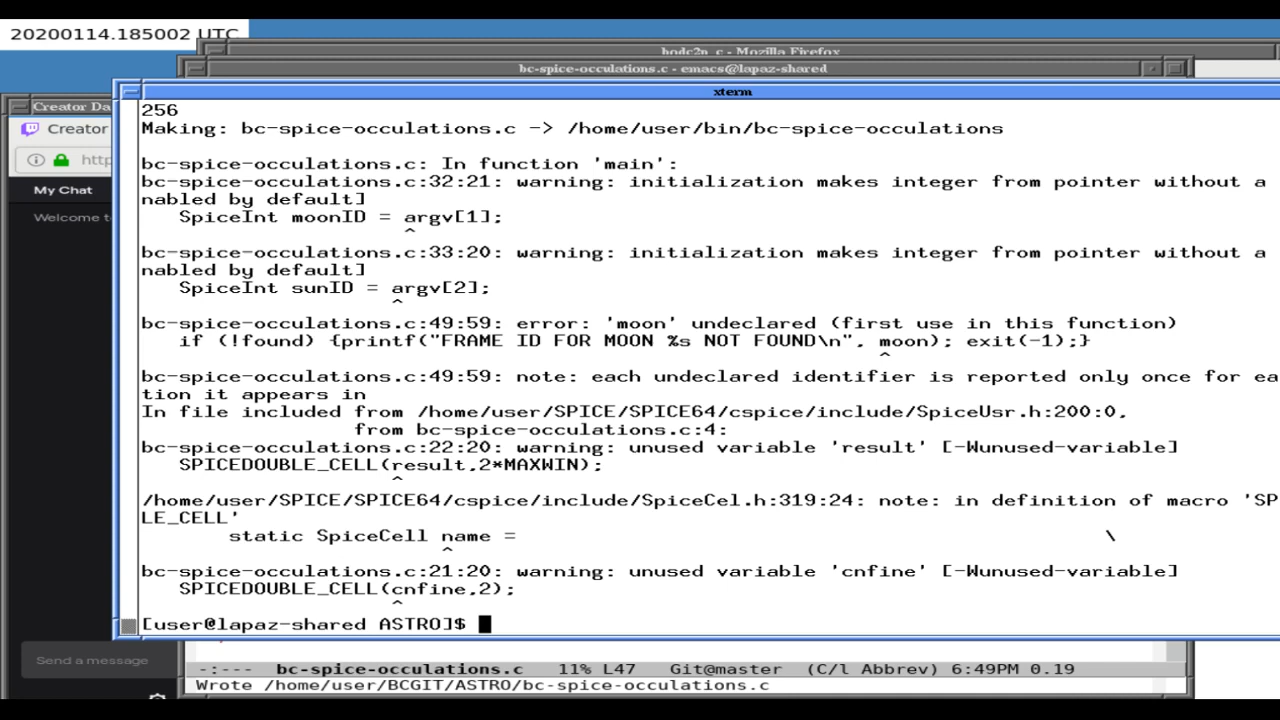 20200114.185002 UTC
bodc2n_c - Mozilla Firefox
bc-spice-occulations.c - emacs@lapaz-shared
xterm
Creator Da
Creator
http
My Chat
Welcome to
Send a message
256
Making: bc-spice-occulations.c -> /home/user/bin/bc-spice-occulations
bc-spice-occulations.c: In function 'main':
bc-spice-occulations.c:32:21: warning: initialization makes integer from pointer without a
nabled by default]
SpiceInt moonID = argv[1];
^
bc-spice-occulations.c:33:20: warning: initialization makes integer from pointer without a
nabled by default]
SpiceInt sunID = argv[2];
^
bc-spice-occulations.c:49:59: error: 'moon' undeclared (first use in this function)
if (!found) {printf("FRAME ID FOR MOON %s NOT FOUND\n", moon); exit(-1);}
^
bc-spice-occulations.c:49:59: note: each undeclared identifier is reported only once for ea
tion it appears in
In file included from /home/user/SPICE/SPICE64/cspice/include/SpiceUsr.h:200:0,
from bc-spice-occulations.c:4:
bc-spice-occulations.c:22:20: warning: unused variable 'result' [-Wunused-variable]
SPICEDOUBLE_CELL(result,2*MAXWIN);
^
/home/user/SPICE/SPICE64/cspice/include/SpiceCel.h:319:24: note: in definition of macro 'SP
LE_CELL'
static SpiceCell name = \
^
bc-spice-occulations.c:21:20: warning: unused variable 'cnfine' [-Wunused-variable]
SPICEDOUBLE_CELL(cnfine,2);
^
[user@lapaz-shared ASTRO]$
-:--- bc-spice-occulations.c 11% L47 Git@master (C/l Abbrev) 6:49PM 0.19
Wrote /home/user/BCGIT/ASTRO/bc-spice-occulations.c